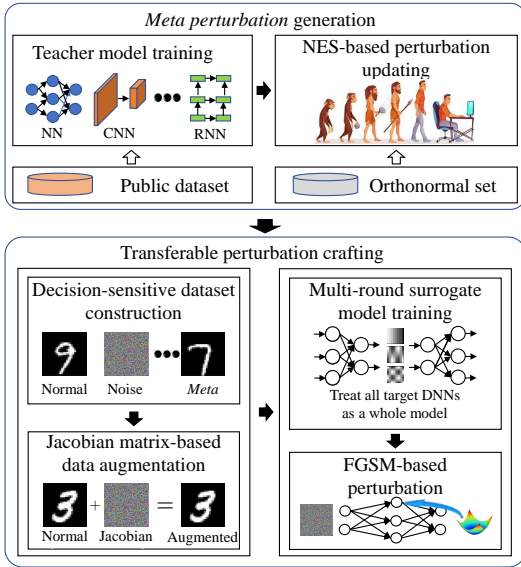 Meta perturbation generation
Teacher model training
NN
CNN
RNN
Public dataset
NES-based perturbation
updating
Orthonormal set
Transferable perturbation crafting
Decision-sensitive dataset
construction
Normal
Noise
Meta
Jacobian matrix-based
data augmentation
+
=
Normal
Jacobian
Augmented
Multi-round surrogate
model training
Treat all target DNNs
as a whole model
FGSM-based
perturbation